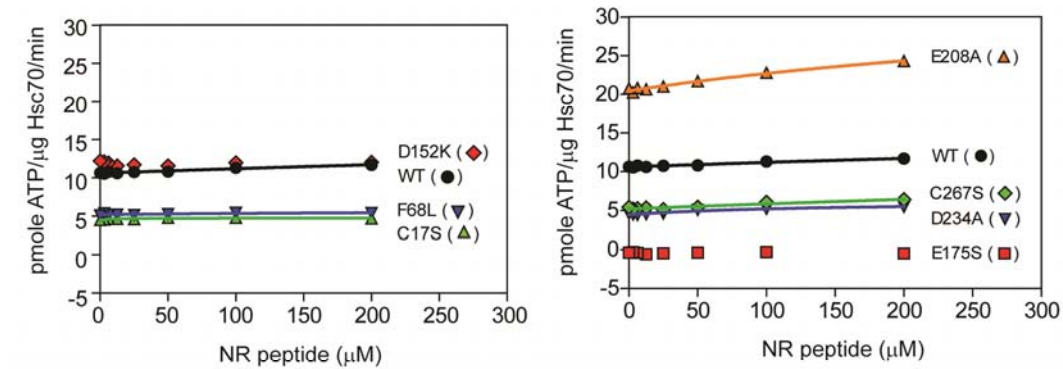 pmole ATP/μg Hsc70/min
30
25
20
15
10
5
0
-5
0 50 100 150 200 250 300
NR peptide (μM)
D152K (◆)
WT (●)
F68L (▼)
C17S (▲)
pmole ATP/μg Hsc70/min
30
25
20
15
10
5
0
-5
0 50 100 150 200 250 300
NR peptide (μM)
E208A (▲)
WT (●)
C267S (◆)
D234A (▼)
E175S (■)